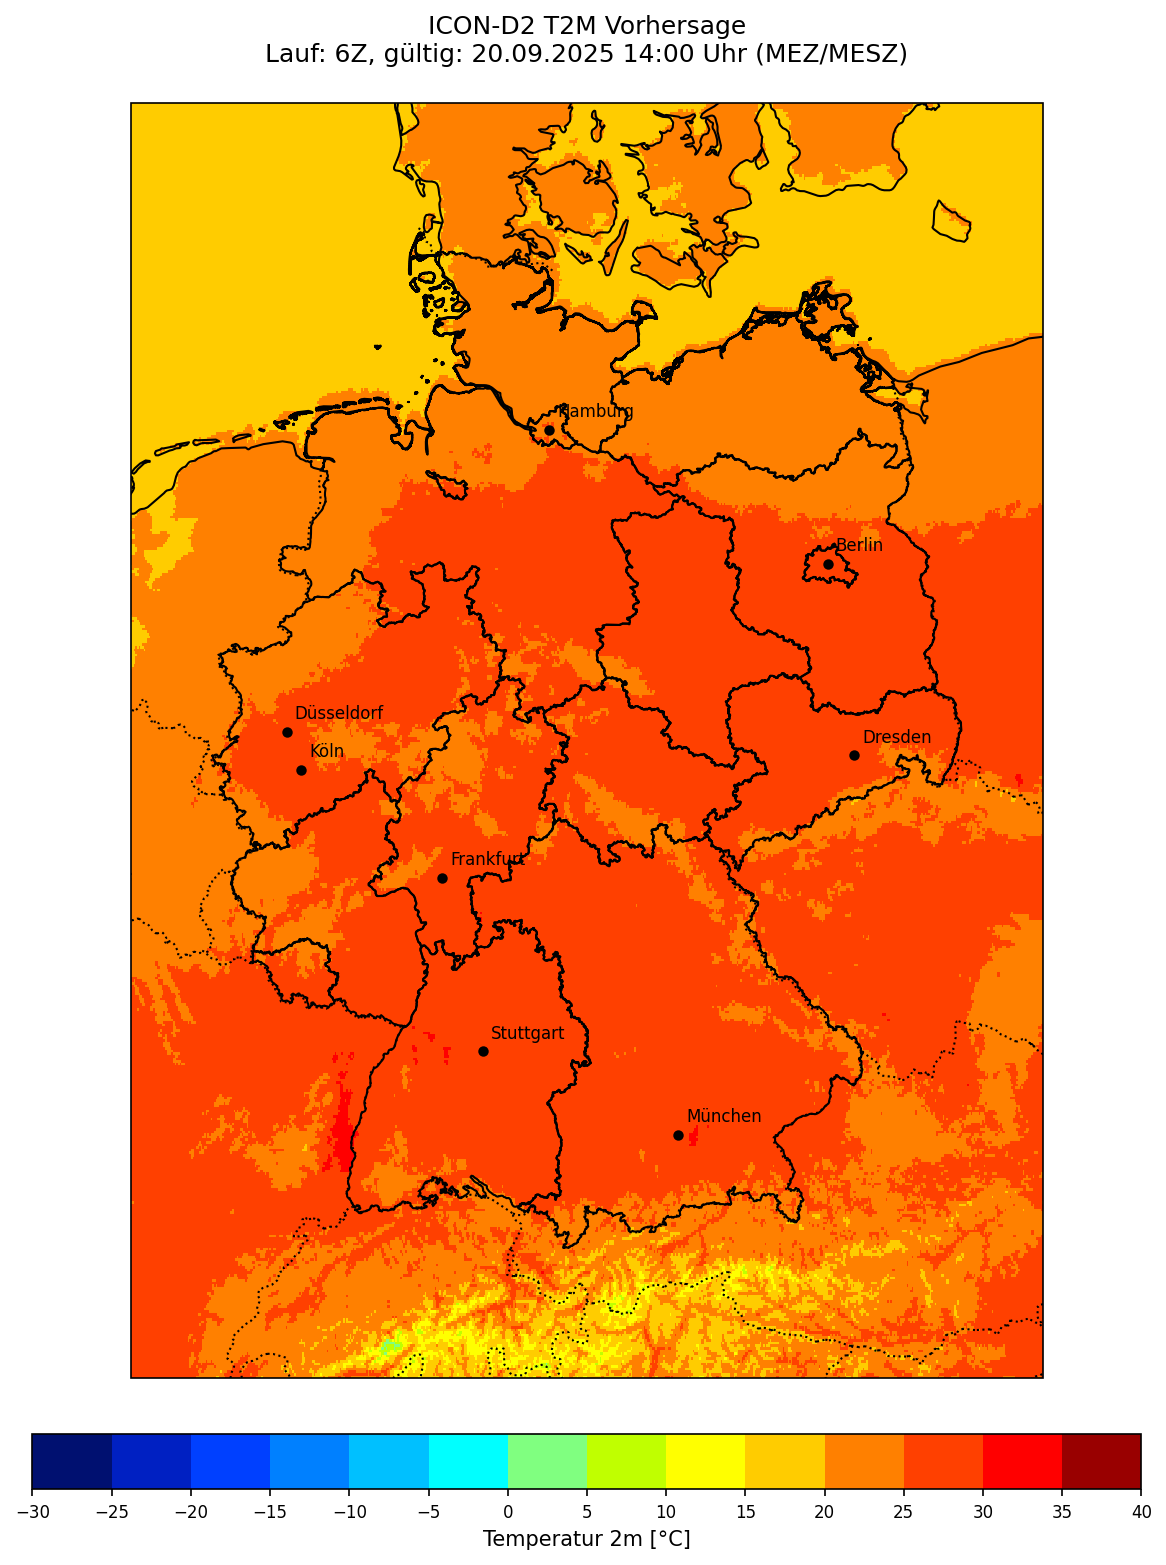 ICON-D2 T2M Vorhersage
Lauf: 6Z, gültig: 20.09.2025 14:00 Uhr (MEZ/MESZ)
Hamburg
Berlin
Düsseldorf
Dresden
Köln
Frankfurt
Stuttgart
München
−30 −25 −20 −15 −10 −5 0 5 10 15 20 25 30 35 40
Temperatur 2m [°C]